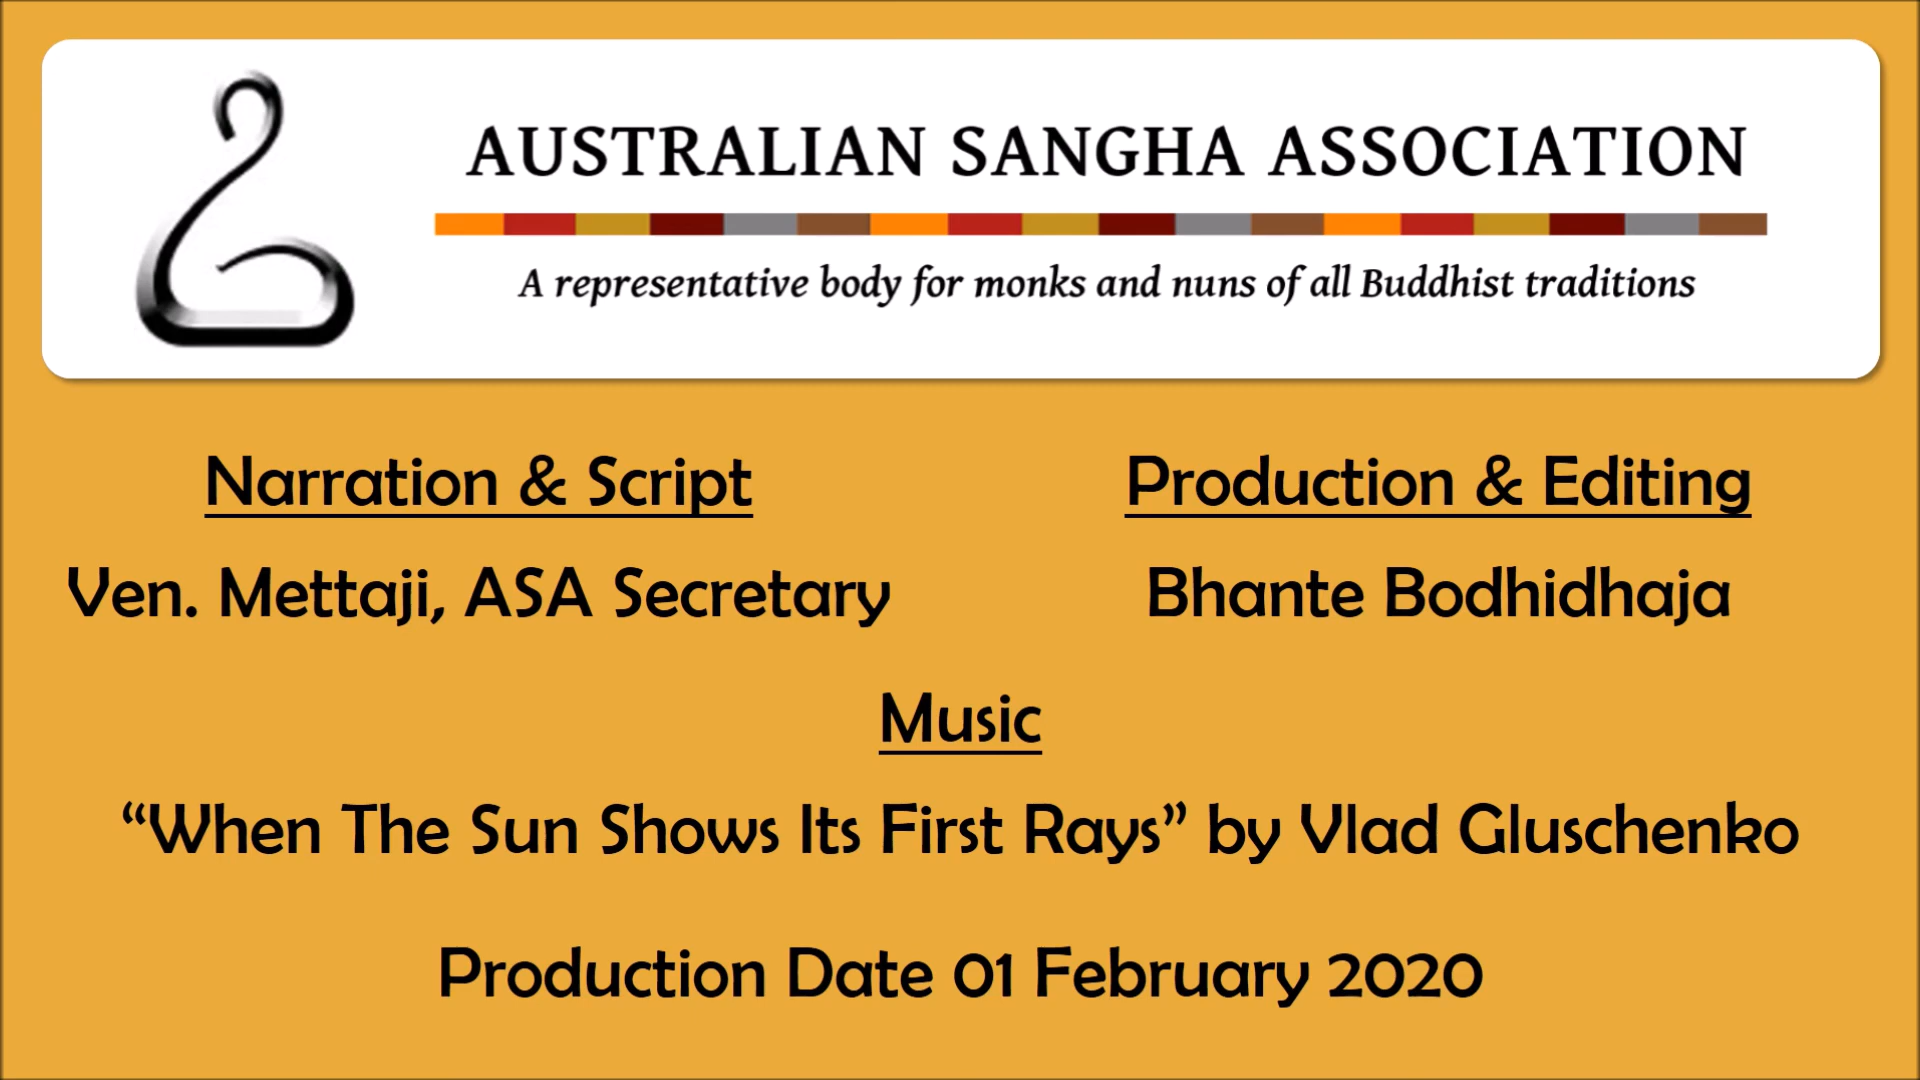 AUSTRALIAN SANGHA ASSOCIATION
A representative body for monks and nuns of all Buddhist traditions
Narration & Script
Ven. Mettaji, ASA Secretary
Production & Editing
Bhante Bodhidhaja
Music
“When The Sun Shows Its First Rays” by Vlad Gluschenko
Production Date 01 February 2020